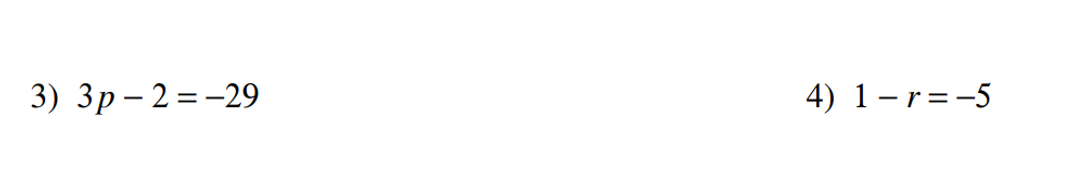 3) 3p – 2 = –29
4) 1 – r = –5